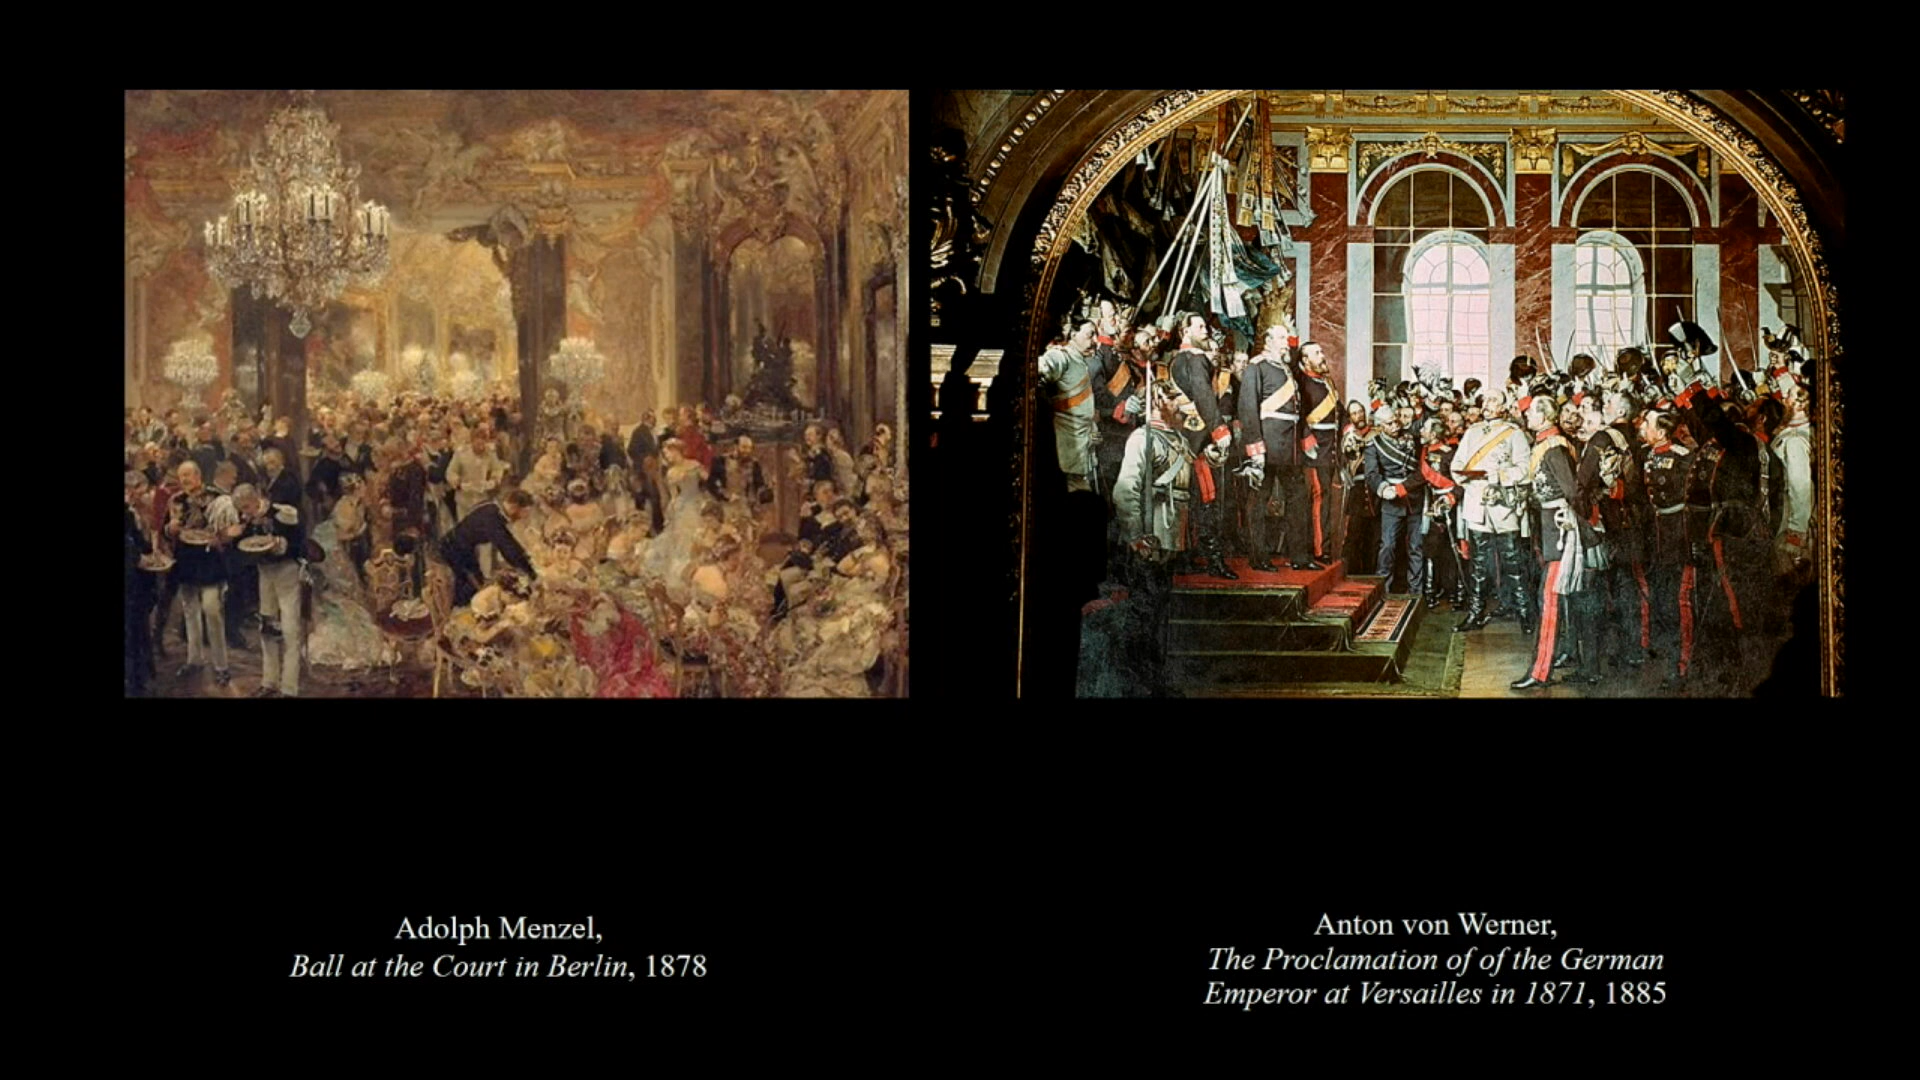 Adolph Menzel,
Ball at the Court in Berlin, 1878
Anton von Werner,
The Proclamation of of the German
Emperor at Versailles in 1871, 1885